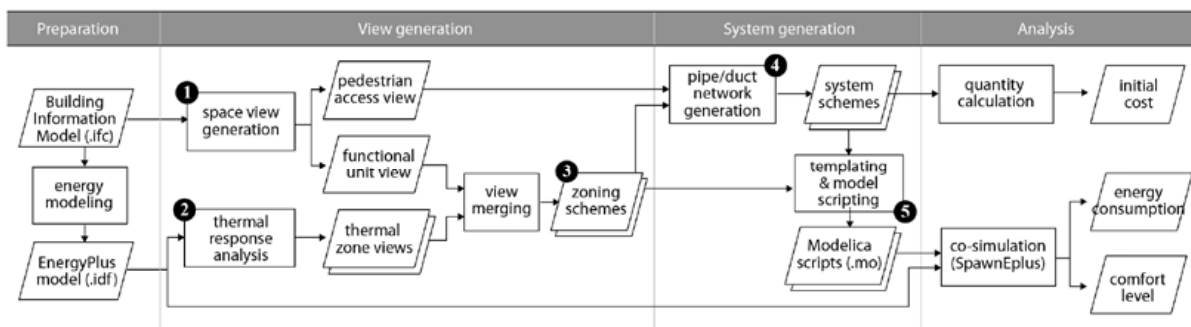 Preparation
View generation
System generation
Analysis
Building
Information
Model (.ifc)
energy
modeling
EnergyPlus
model (.idf)
1
space view
generation
pedestrian
access view
functional
unit view
2
thermal
response
analysis
thermal
zone views
view
merging
3
zoning
schemes
4
pipe/duct
network
generation
system
schemes
templating
& model
scripting
5
Modelica
scripts (.mo)
quantity
calculation
initial
cost
co-simulation
(SpawnEplus)
energy
consumption
comfort
level